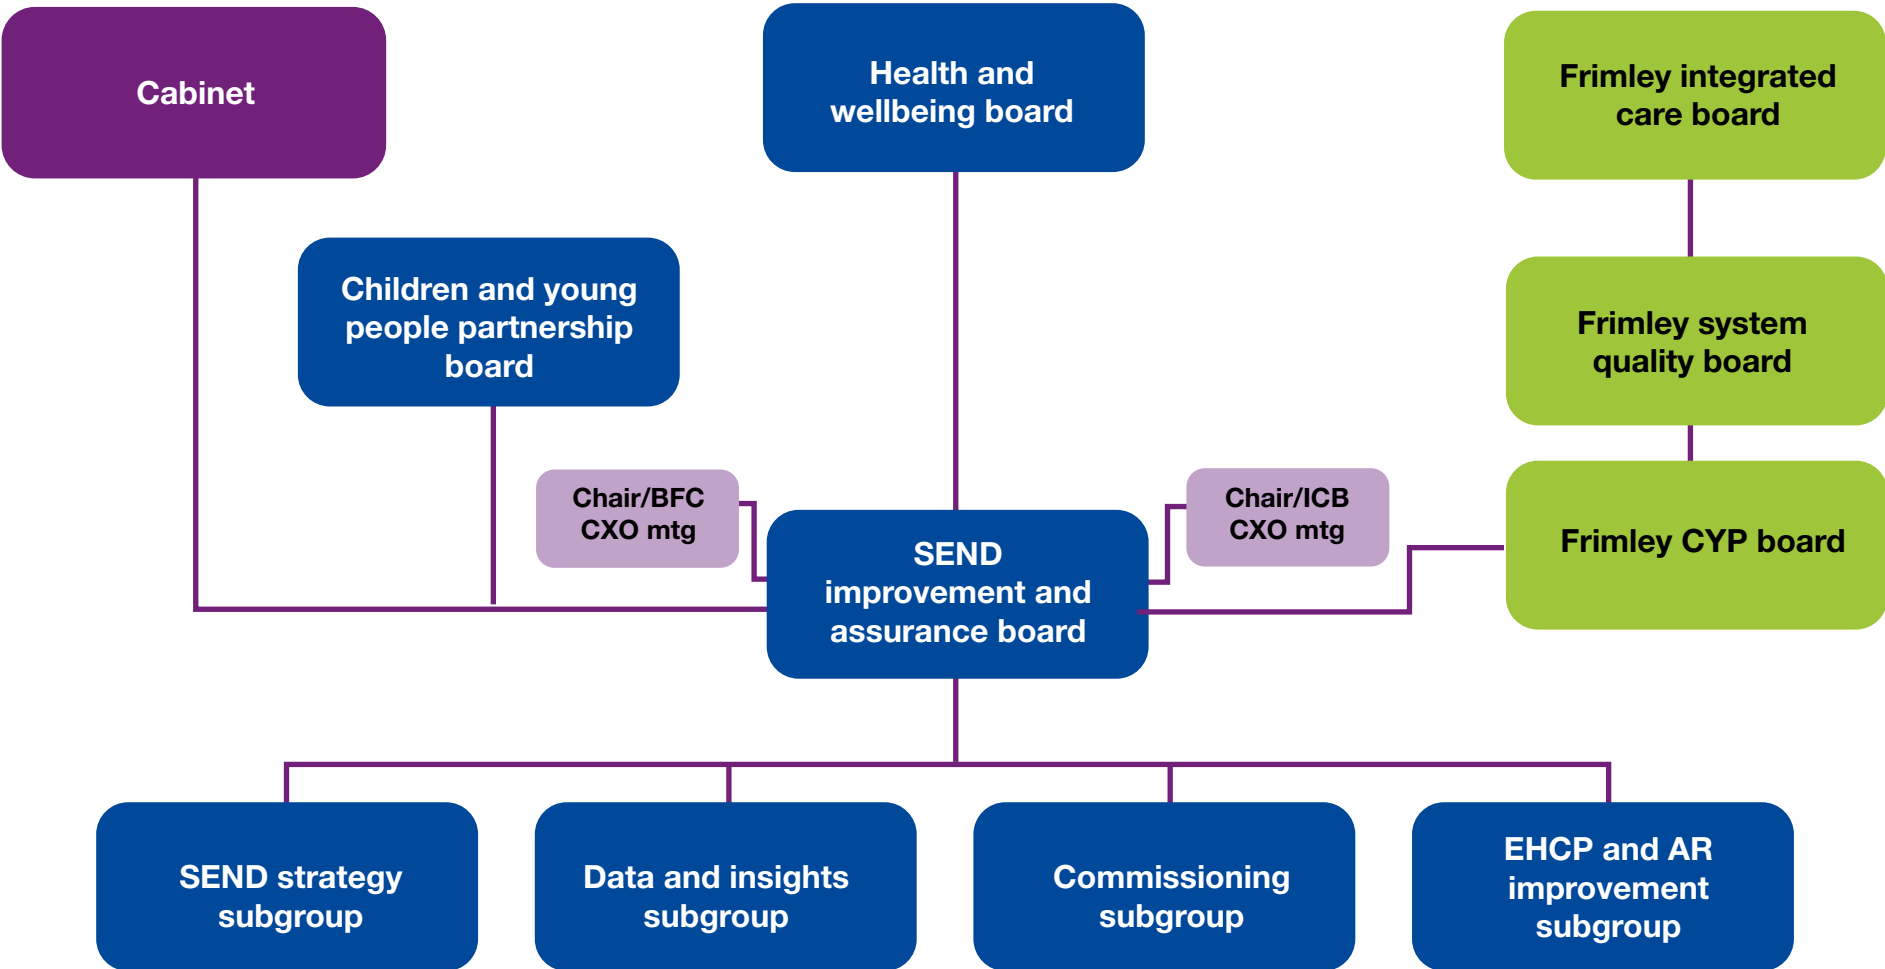 Cabinet
Health and
wellbeing board
Frimley integrated
care board
Children and young
people partnership
board
Frimley system
quality board
Chair/BFC
CXO mtg
Chair/ICB
CXO mtg
SEND
improvement and
assurance board
Frimley CYP board
SEND strategy
subgroup
Data and insights
subgroup
Commissioning
subgroup
EHCP and AR
improvement
subgroup